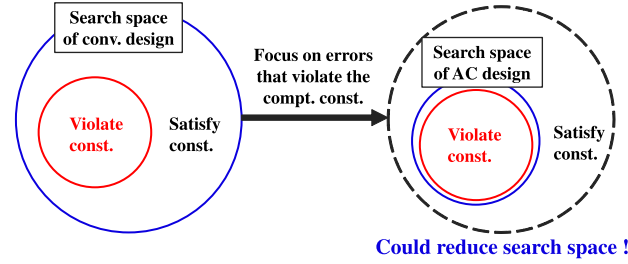 Search space
of conv. design
Violate
const.
Satisfy
const.
Focus on errors
that violate the
compt. const.
Search space
of AC design
Violate
const.
Satisfy
const.
Could reduce search space !